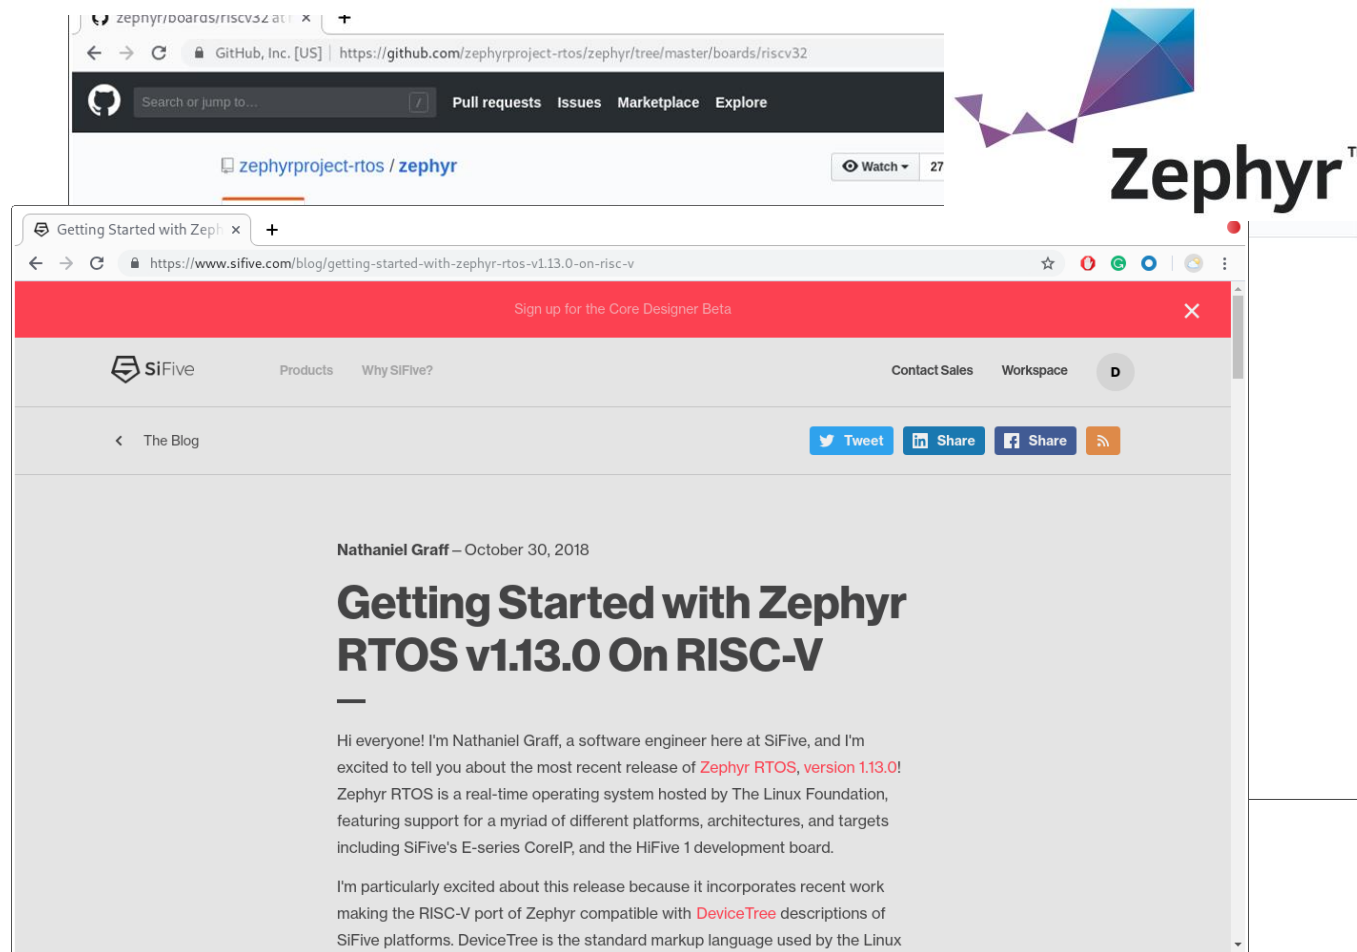 zephyr/boards/riscv32 at
GitHub, Inc. [US] | https://github.com/zephyrproject-rtos/zephyr/tree/master/boards/riscv32
Search or jump to... / Pull requests Issues Marketplace Explore
zephyrproject-rtos / zephyr Watch 27
Zephyr
Getting Started with Zeph
https://www.sifive.com/blog/getting-started-with-zephyr-rtos-v1.13.0-on-risc-v
Sign up for the Core Designer Beta
SiFive Products Why SiFive? Contact Sales Workspace D
The Blog Tweet Share Share
Nathaniel Graff – October 30, 2018
Getting Started with Zephyr
RTOS v1.13.0 On RISC-V
Hi everyone! I'm Nathaniel Graff, a software engineer here at SiFive, and I'm
excited to tell you about the most recent release of Zephyr RTOS, version 1.13.0!
Zephyr RTOS is a real-time operating system hosted by The Linux Foundation,
featuring support for a myriad of different platforms, architectures, and targets
including SiFive's E-series CoreIP, and the HiFive 1 development board.
I'm particularly excited about this release because it incorporates recent work
making the RISC-V port of Zephyr compatible with DeviceTree descriptions of
SiFive platforms. DeviceTree is the standard markup language used by the Linux